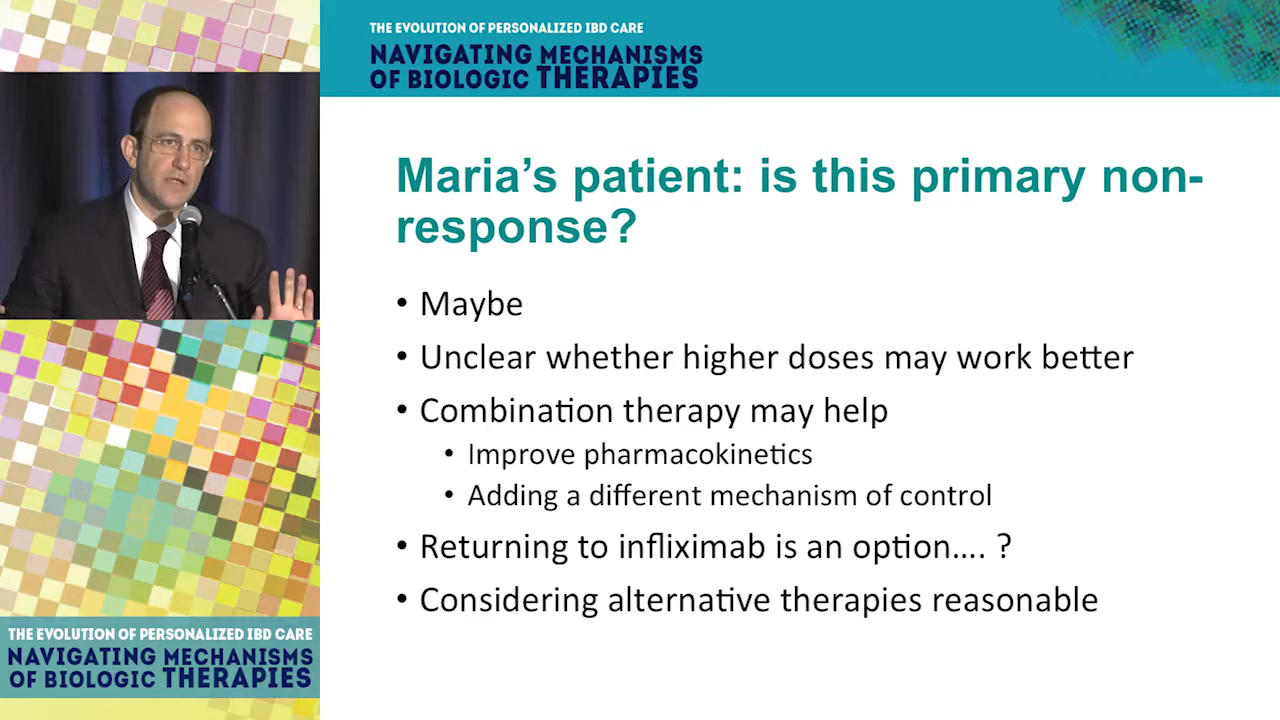 THE EVOLUTION OF PERSONALIZED IBD CARE
NAVIGATING MECHANISMS
OF BIOLOGIC THERAPIES
Maria’s patient: is this primary non-
response?
• Maybe
• Unclear whether higher doses may work better
• Combination therapy may help
• Improve pharmacokinetics
• Adding a different mechanism of control
• Returning to infliximab is an option…. ?
• Considering alternative therapies reasonable
THE EVOLUTION OF PERSONALIZED IBD CARE
NAVIGATING MECHANISMS
OF BIOLOGIC THERAPIES